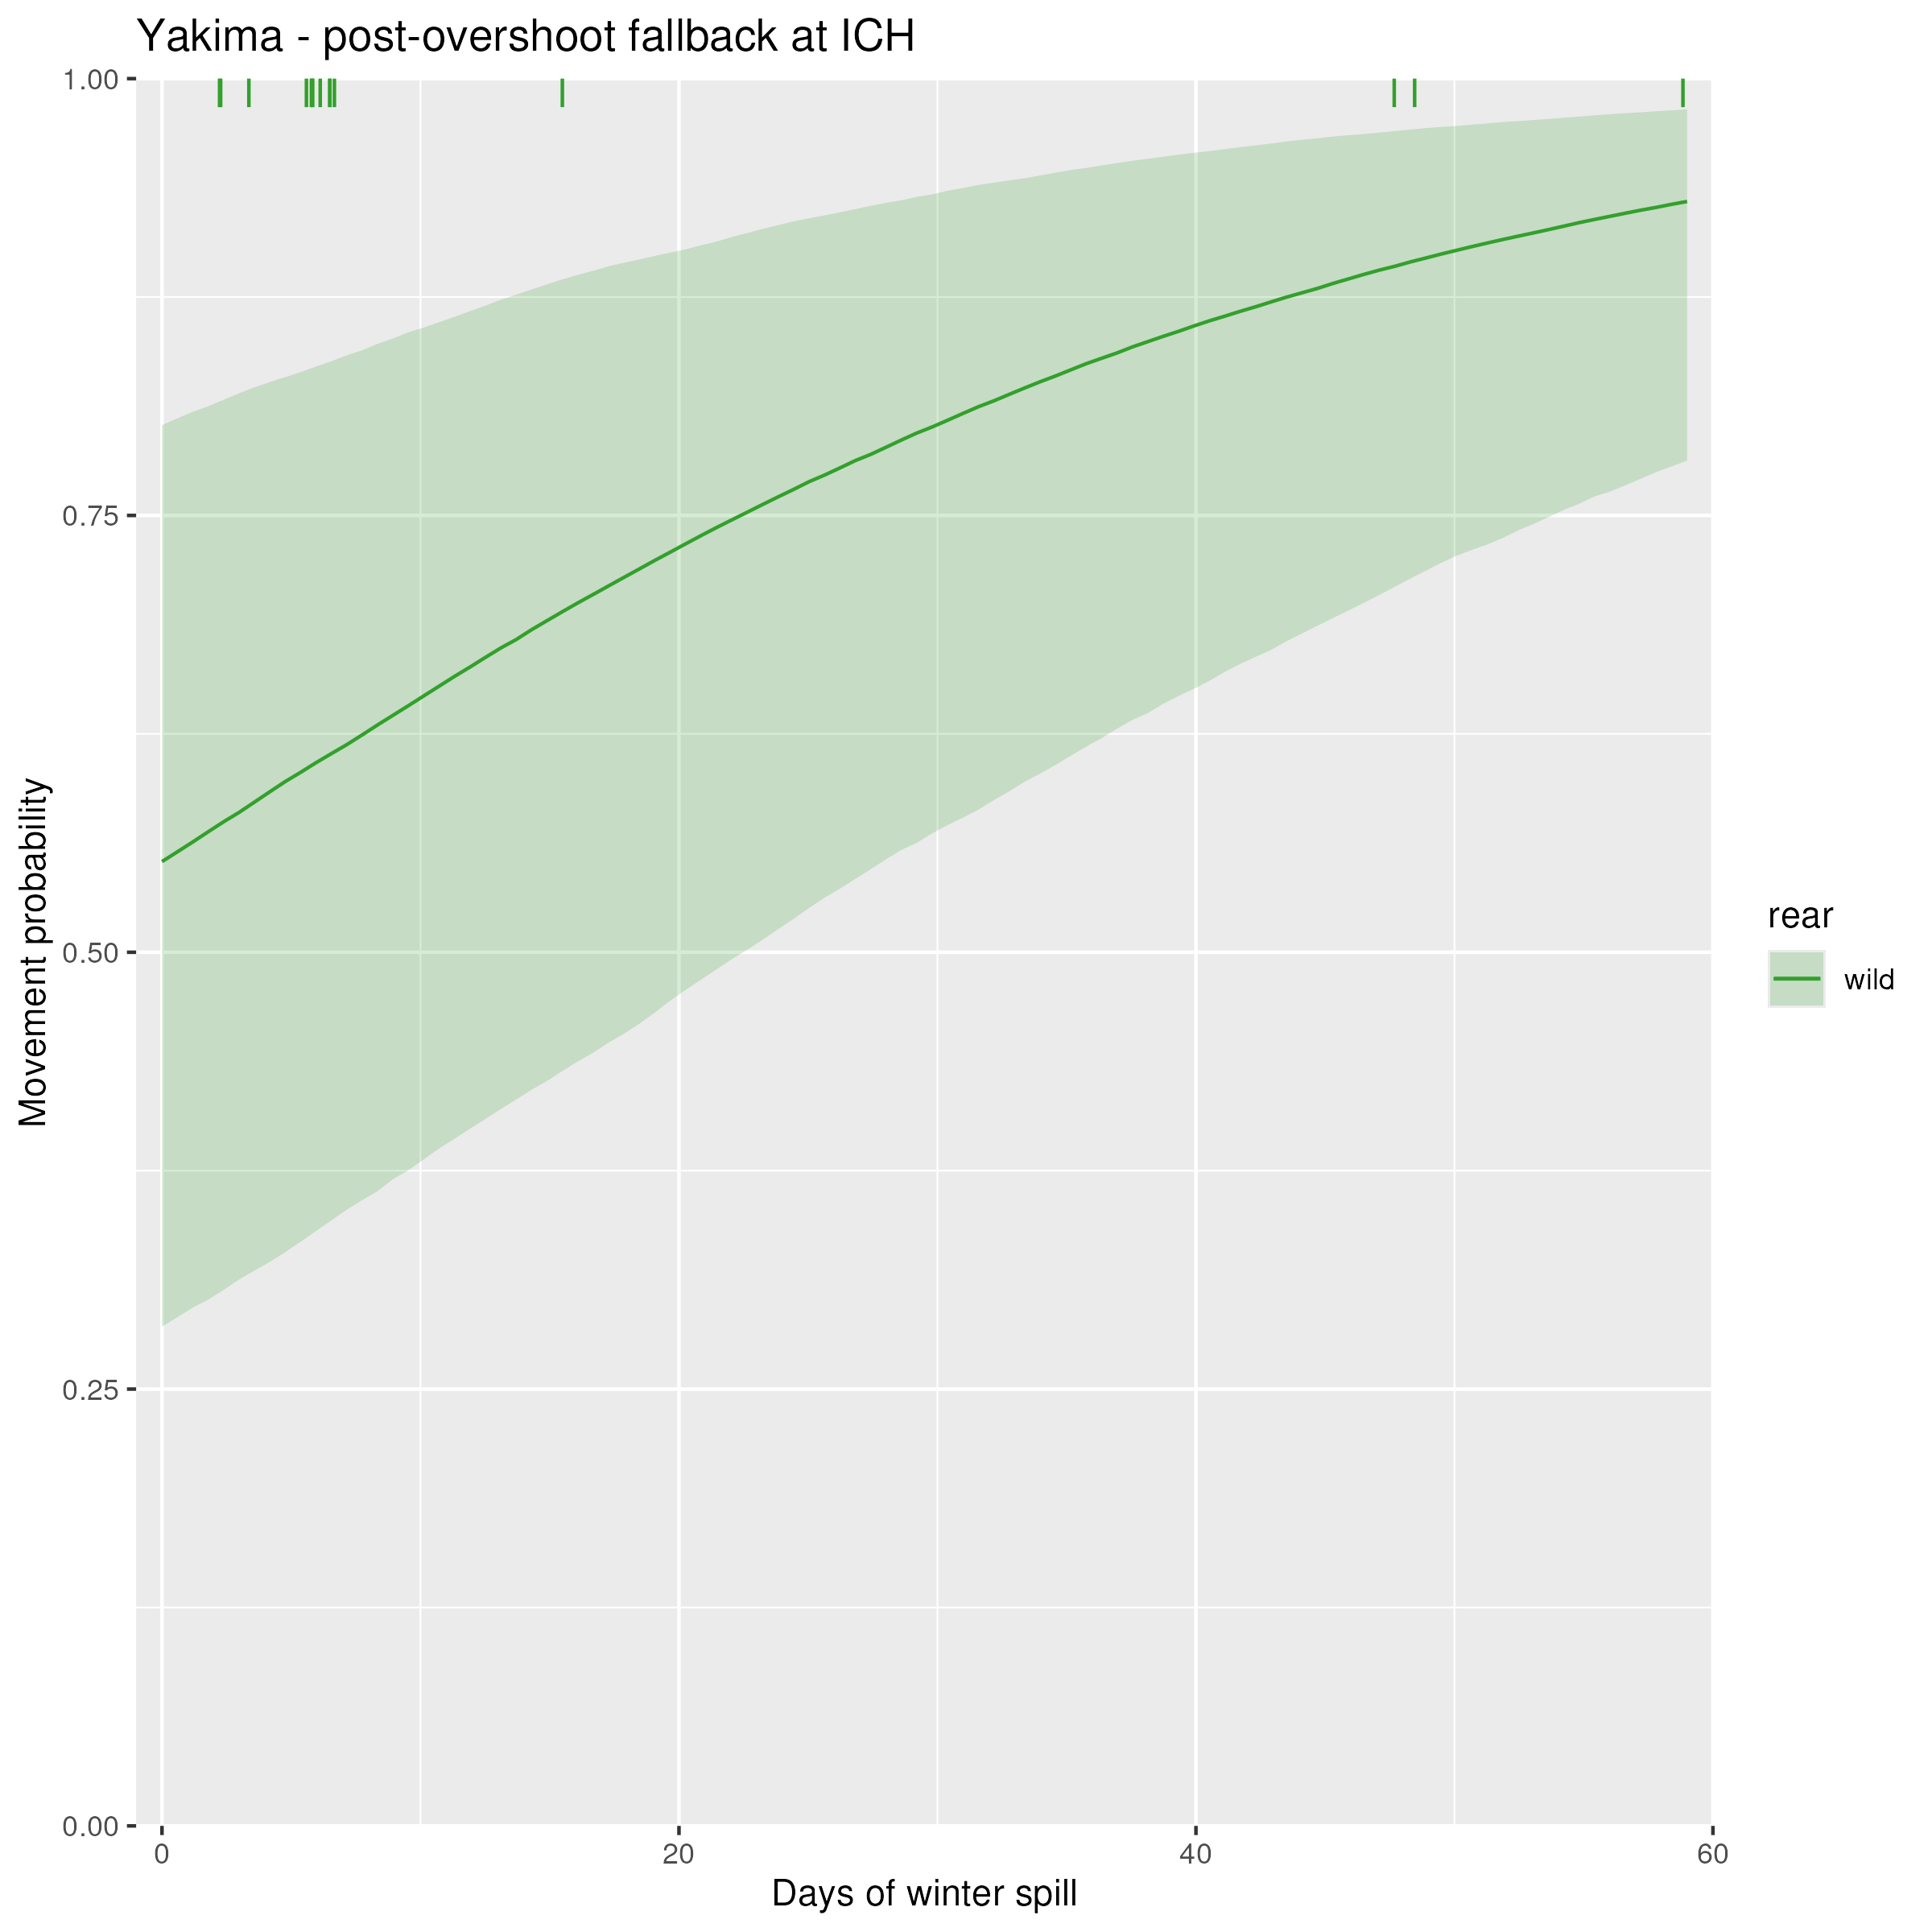 Yakima - post-overshoot fallback at ICH
1.00
0.75
0.50
0.25
0.00
Movement probability
0
20
40
60
Days of winter spill
rear
wild